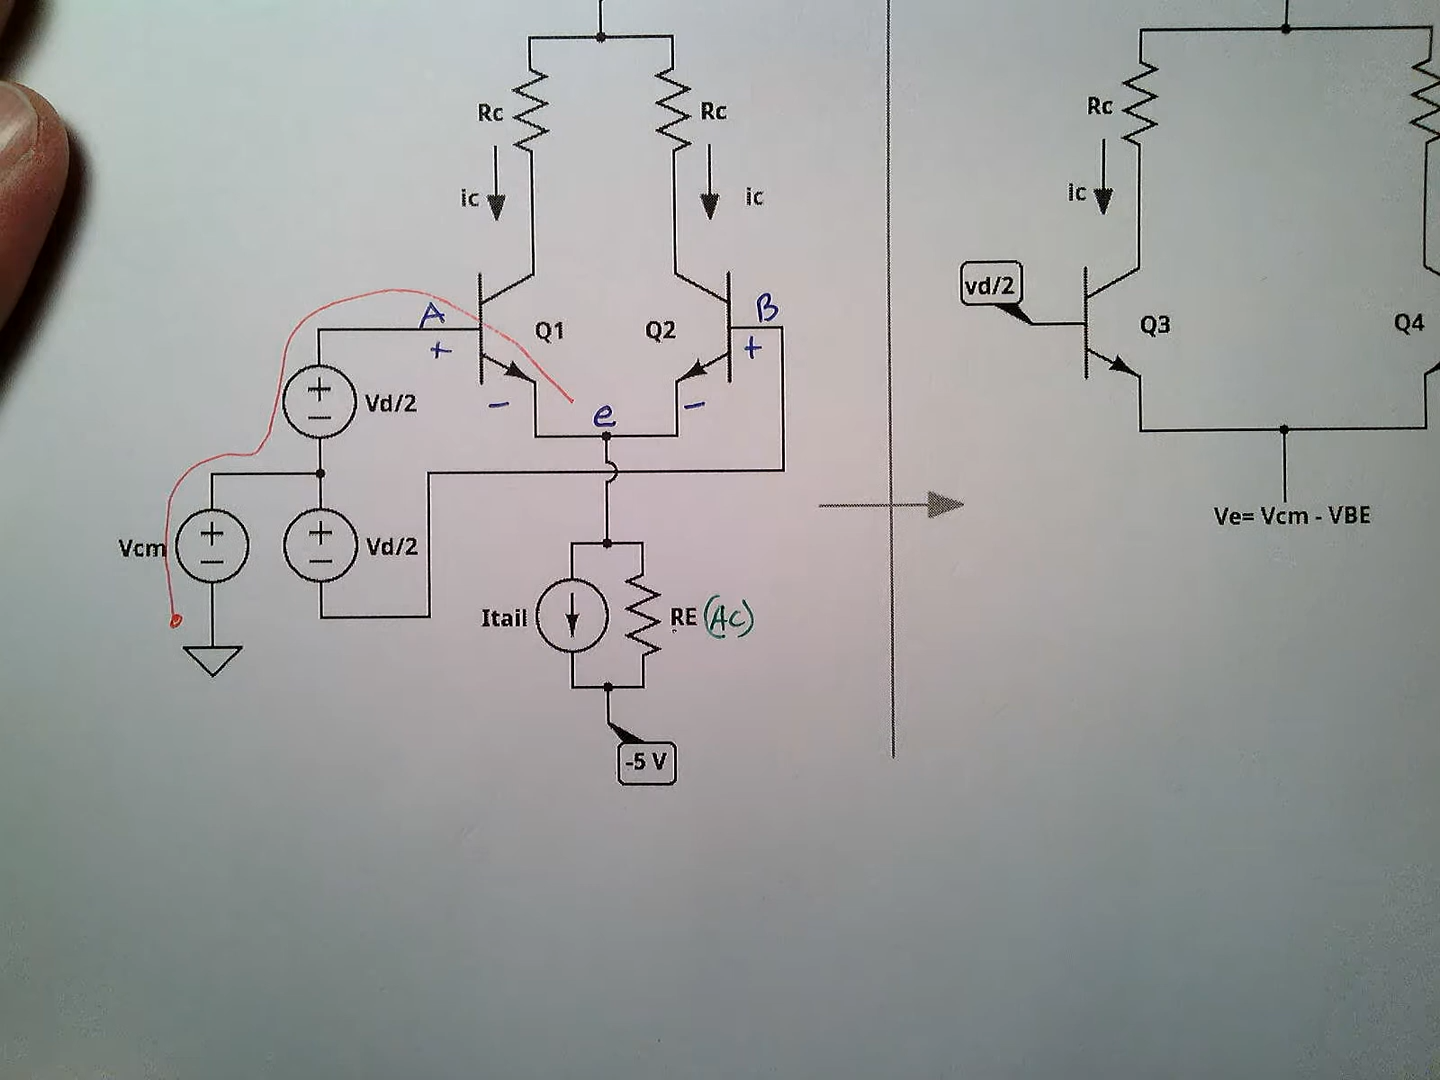 Rc
Rc
Rc
ic
ic
ic
A
+
Q1
Q2
B
+
vd/2
Q3
Q4
+
−
Vd/2
-
e
-
Vcm
+
−
+
−
Vd/2
Ve= Vcm - VBE
Itail
RE (AC)
-5 V